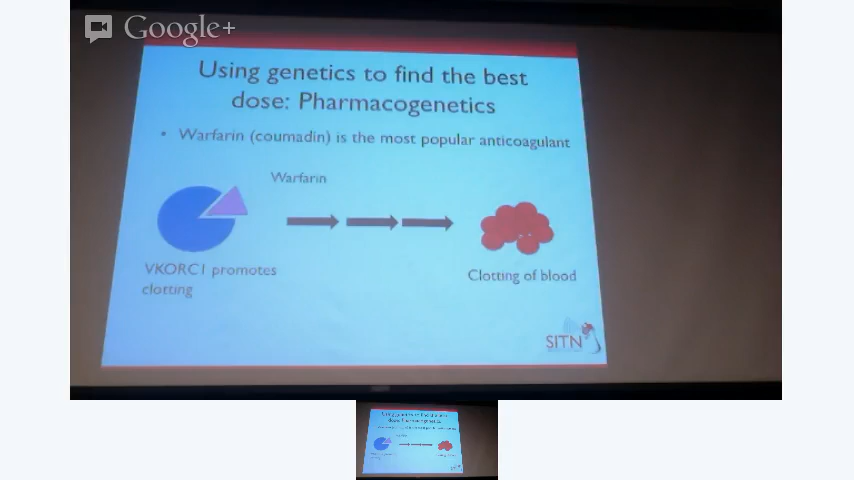 Google+
Using genetics to find the best
dose: Pharmacogenetics
• Warfarin (coumadin) is the most popular anticoagulant
Warfarin
VKORC1 promotes
clotting
Clotting of blood
SITN